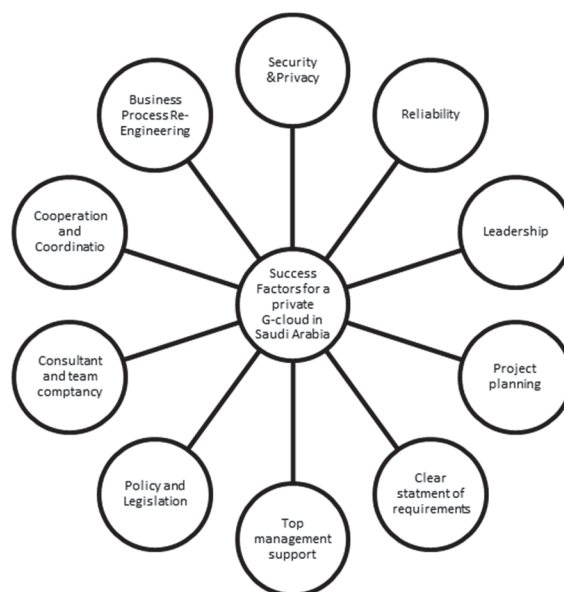 Security
&Privacy
Reliability
Leadership
Project
planning
Clear
statment of
requirements
Top
management
support
Policy and
Legislation
Consultant
and team
comptancy
Cooperation
and
Coordinatio
Business
Process Re-
Engineering
Success
Factors for a
private
G-cloud in
Saudi Arabia